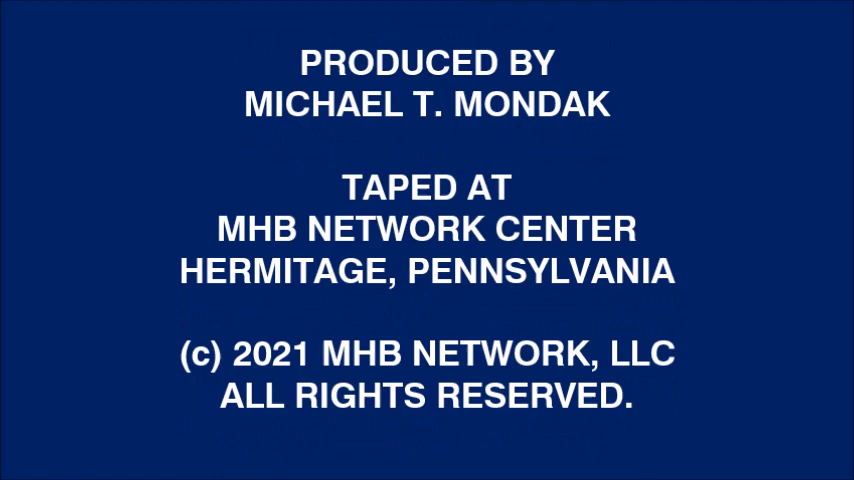 PRODUCED BY
MICHAEL T. MONDAK
TAPED AT
MHB NETWORK CENTER
HERMITAGE, PENNSYLVANIA
(c) 2021 MHB NETWORK, LLC
ALL RIGHTS RESERVED.